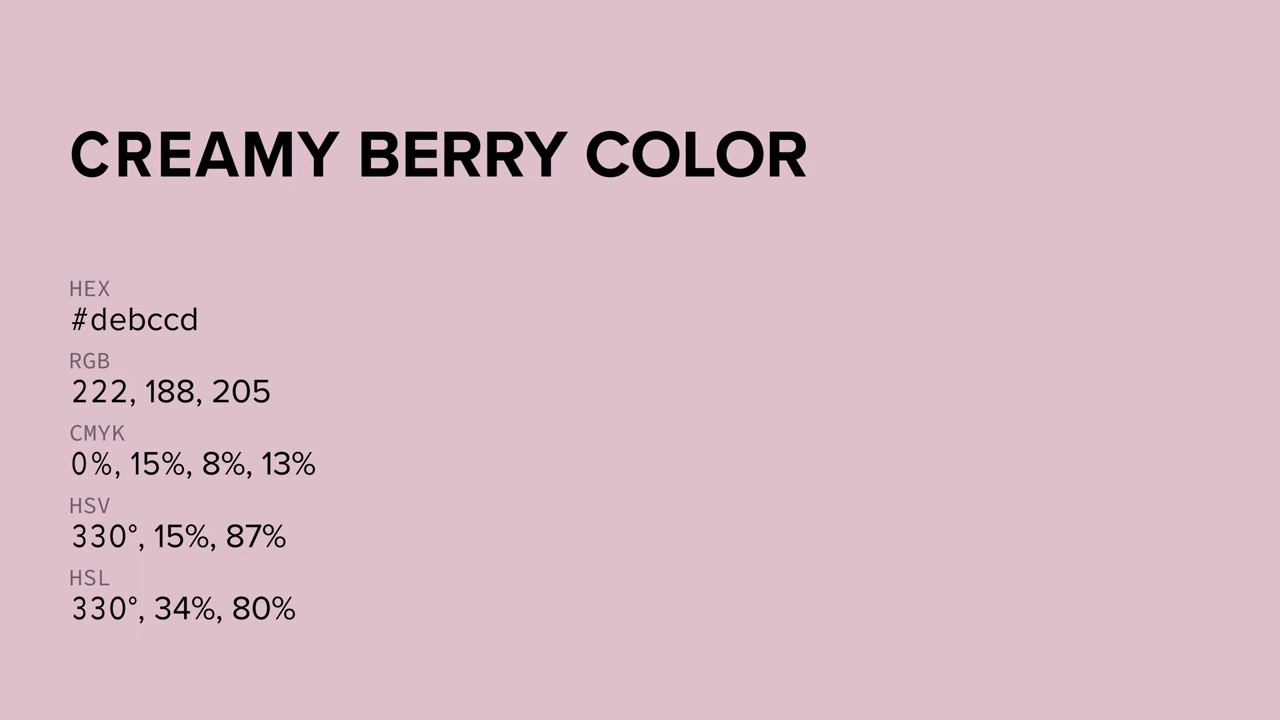 CREAMY BERRY COLOR
HEX
#debccd
RGB
222, 188, 205
CMYK
0%, 15%, 8%, 13%
HSV
330°, 15%, 87%
HSL
330°, 34%, 80%